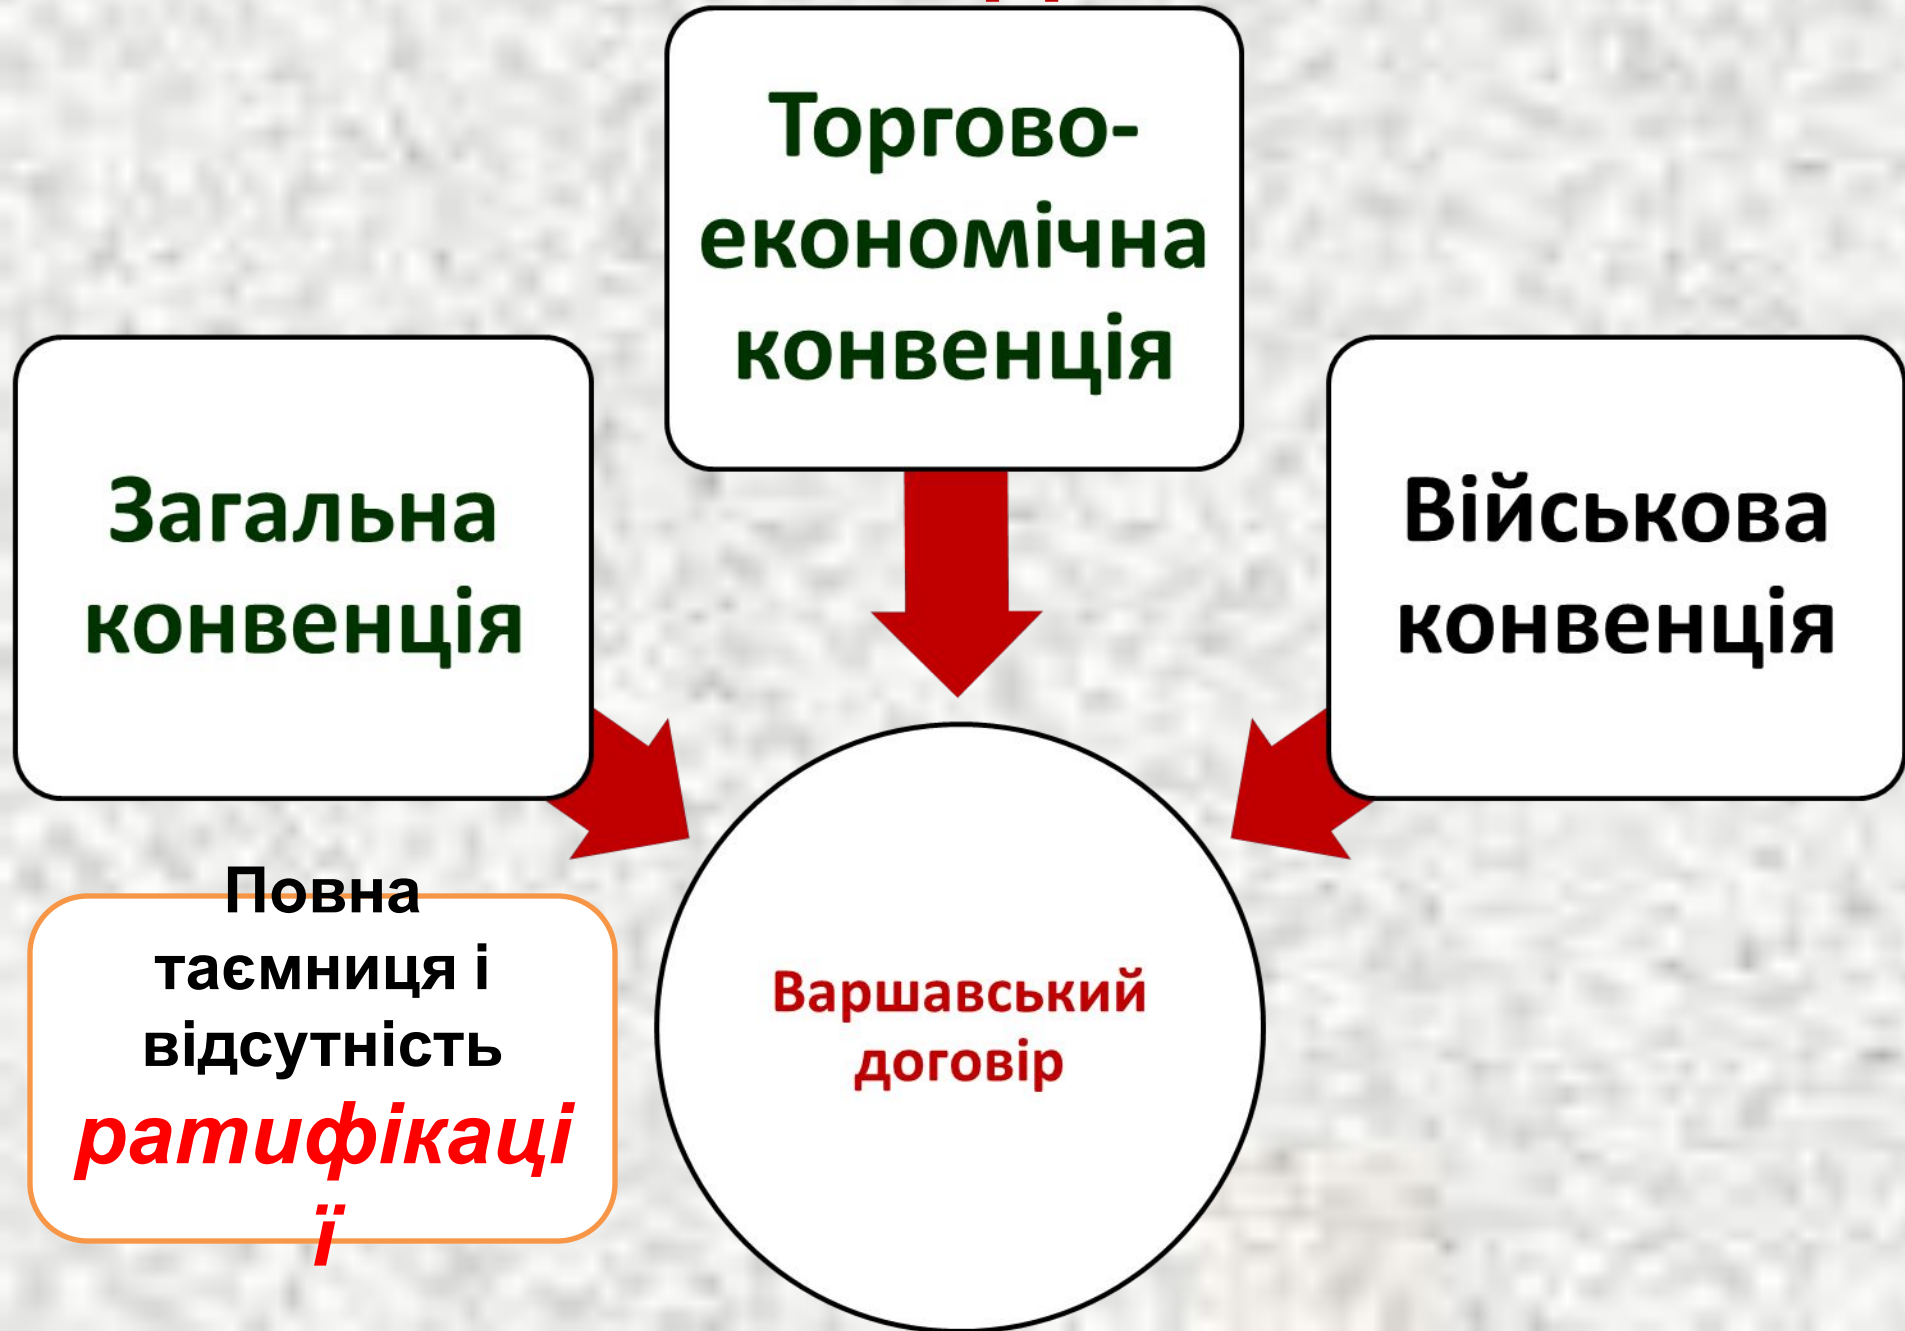 Торгово-
економічна
конвенція
Загальна
конвенція
Військова
конвенція
Повна
таємниця і
відсутність
ратифікаці
ї
Варшавський
договір